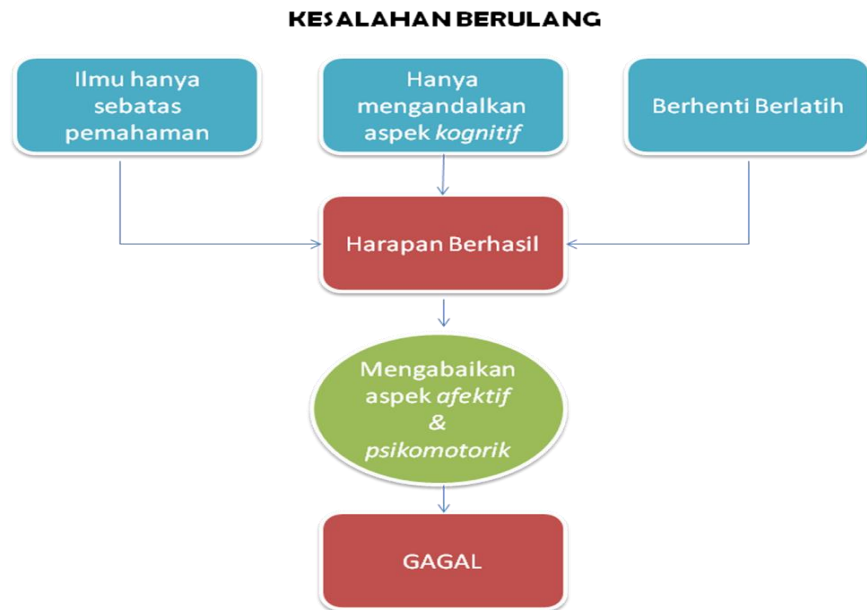 KESALAHAN BERULANG
Ilmu hanya
sebatas
pemahaman
Hanya
mengandalkan
aspek kognitif
Berhenti Berlatih
Harapan Berhasil
Mengabaikan
aspek afektif
&
psikomotorik
GAGAL